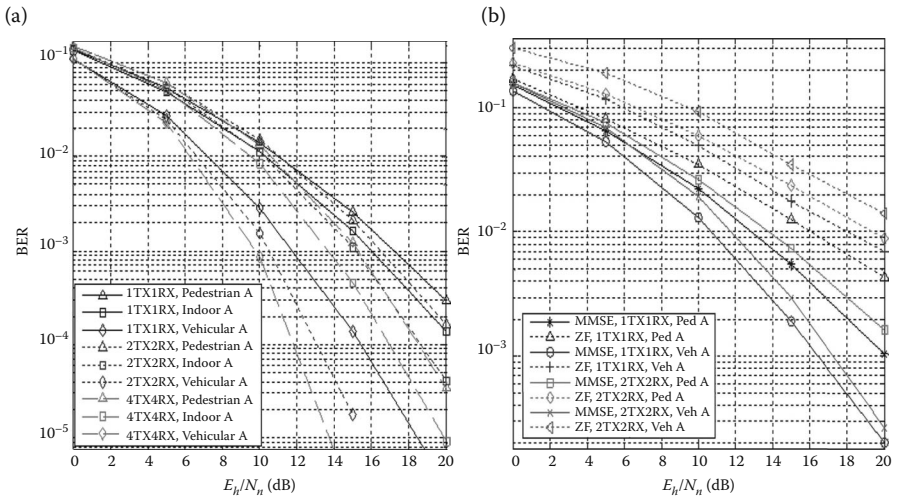 (a)
10⁻¹
10⁻²
10⁻³
10⁻⁴
10⁻⁵
BER
1TX1RX, Pedestrian A
1TX1RX, Indoor A
1TX1RX, Vehicular A
2TX2RX, Pedestrian A
2TX2RX, Indoor A
2TX2RX, Vehicular A
4TX4RX, Pedestrian A
4TX4RX, Indoor A
4TX4RX, Vehicular A
0 2 4 6 8 10 12 14 16 18 20
E_h/N_n (dB)
(b)
10⁻¹
10⁻²
10⁻³
BER
MMSE, 1TX1RX, Ped A
ZF, 1TX1RX, Ped A
MMSE, 1TX1RX, Veh A
ZF, 1TX1RX, Veh A
MMSE, 2TX2RX, Ped A
ZF, 2TX2RX, Ped A
MMSE, 2TX2RX, Veh A
ZF, 2TX2RX, Veh A
0 2 4 6 8 10 12 14 16 18 20
E_h/N_n (dB)